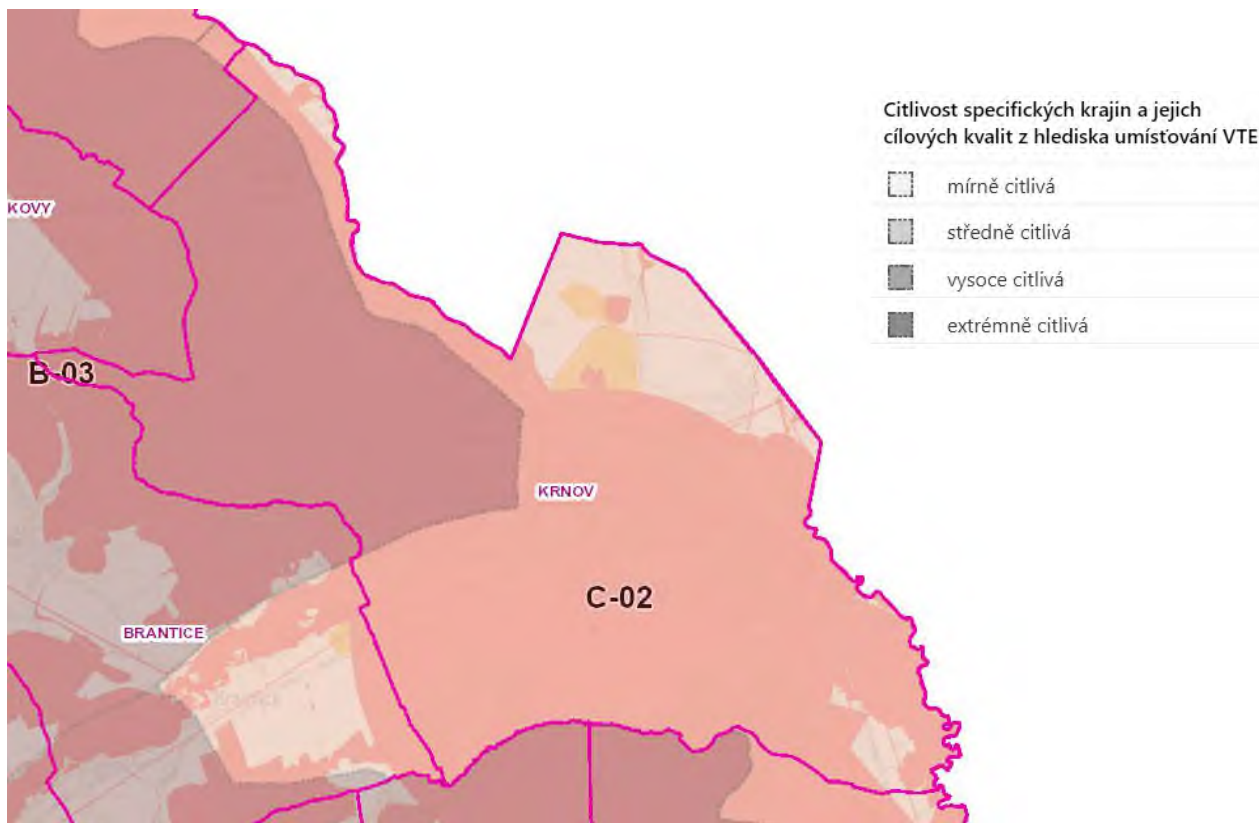 KOVY
B-03
KRNOV
C-02
BRANTICE
Citlivost specifických krajin a jejich
cílových kvalit z hlediska umísťování VTE
mírně citlivá
středně citlivá
vysoce citlivá
extrémně citlivá